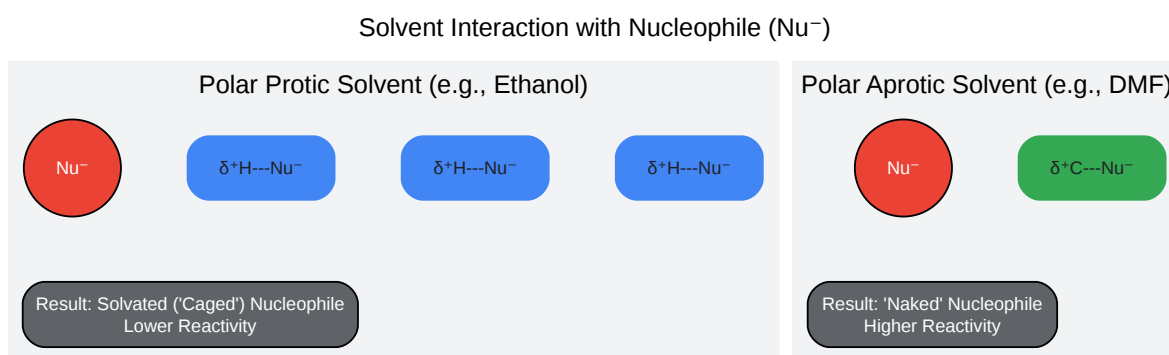 Solvent Interaction with Nucleophile (Nu⁻)
Polar Protic Solvent (e.g., Ethanol)
Nu⁻
δ⁺H---Nu⁻
δ⁺H---Nu⁻
δ⁺H---Nu⁻
Result: Solvated ('Caged') Nucleophile
Lower Reactivity
Polar Aprotic Solvent (e.g., DMF)
Nu⁻
δ⁺C---Nu⁻
Result: 'Naked' Nucleophile
Higher Reactivity